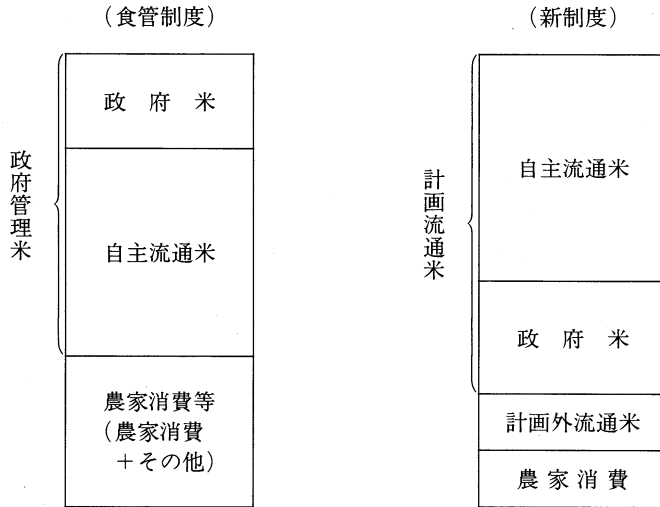 (食管制度)
政府管理米
政府米
自主流通米
農家消費等
(農家消費
+その他)
(新制度)
計画流通米
自主流通米
政府米
計画外流通米
農家消費